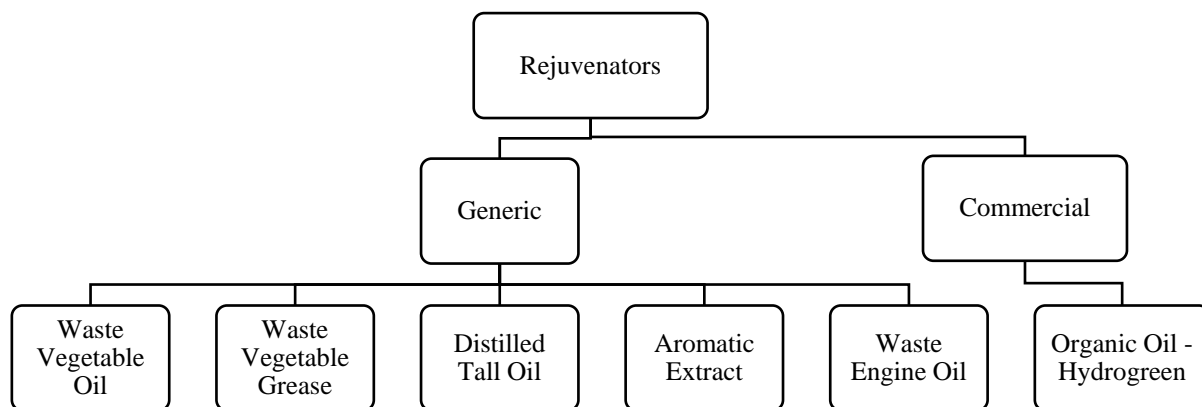 Rejuvenators
Generic
Commercial
Waste
Vegetable
Oil
Waste
Vegetable
Grease
Distilled
Tall Oil
Aromatic
Extract
Waste
Engine Oil
Organic Oil -
Hydrogreen